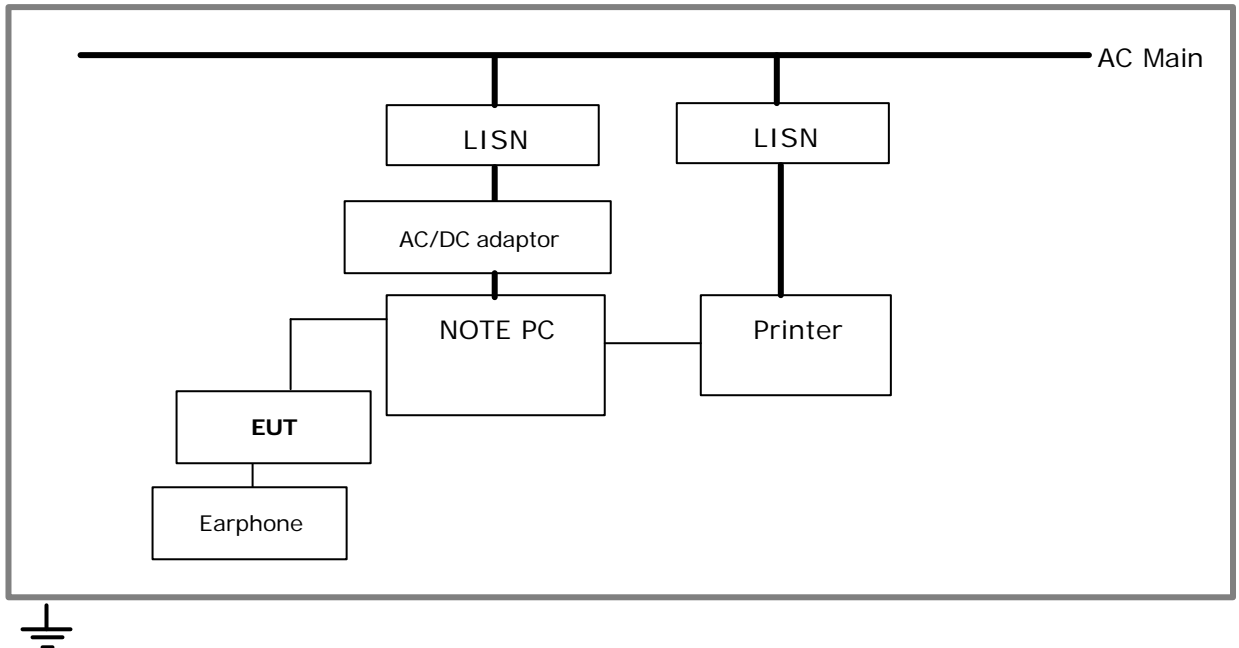 AC Main
LISN
LISN
AC/DC adaptor
NOTE PC
Printer
EUT
Earphone